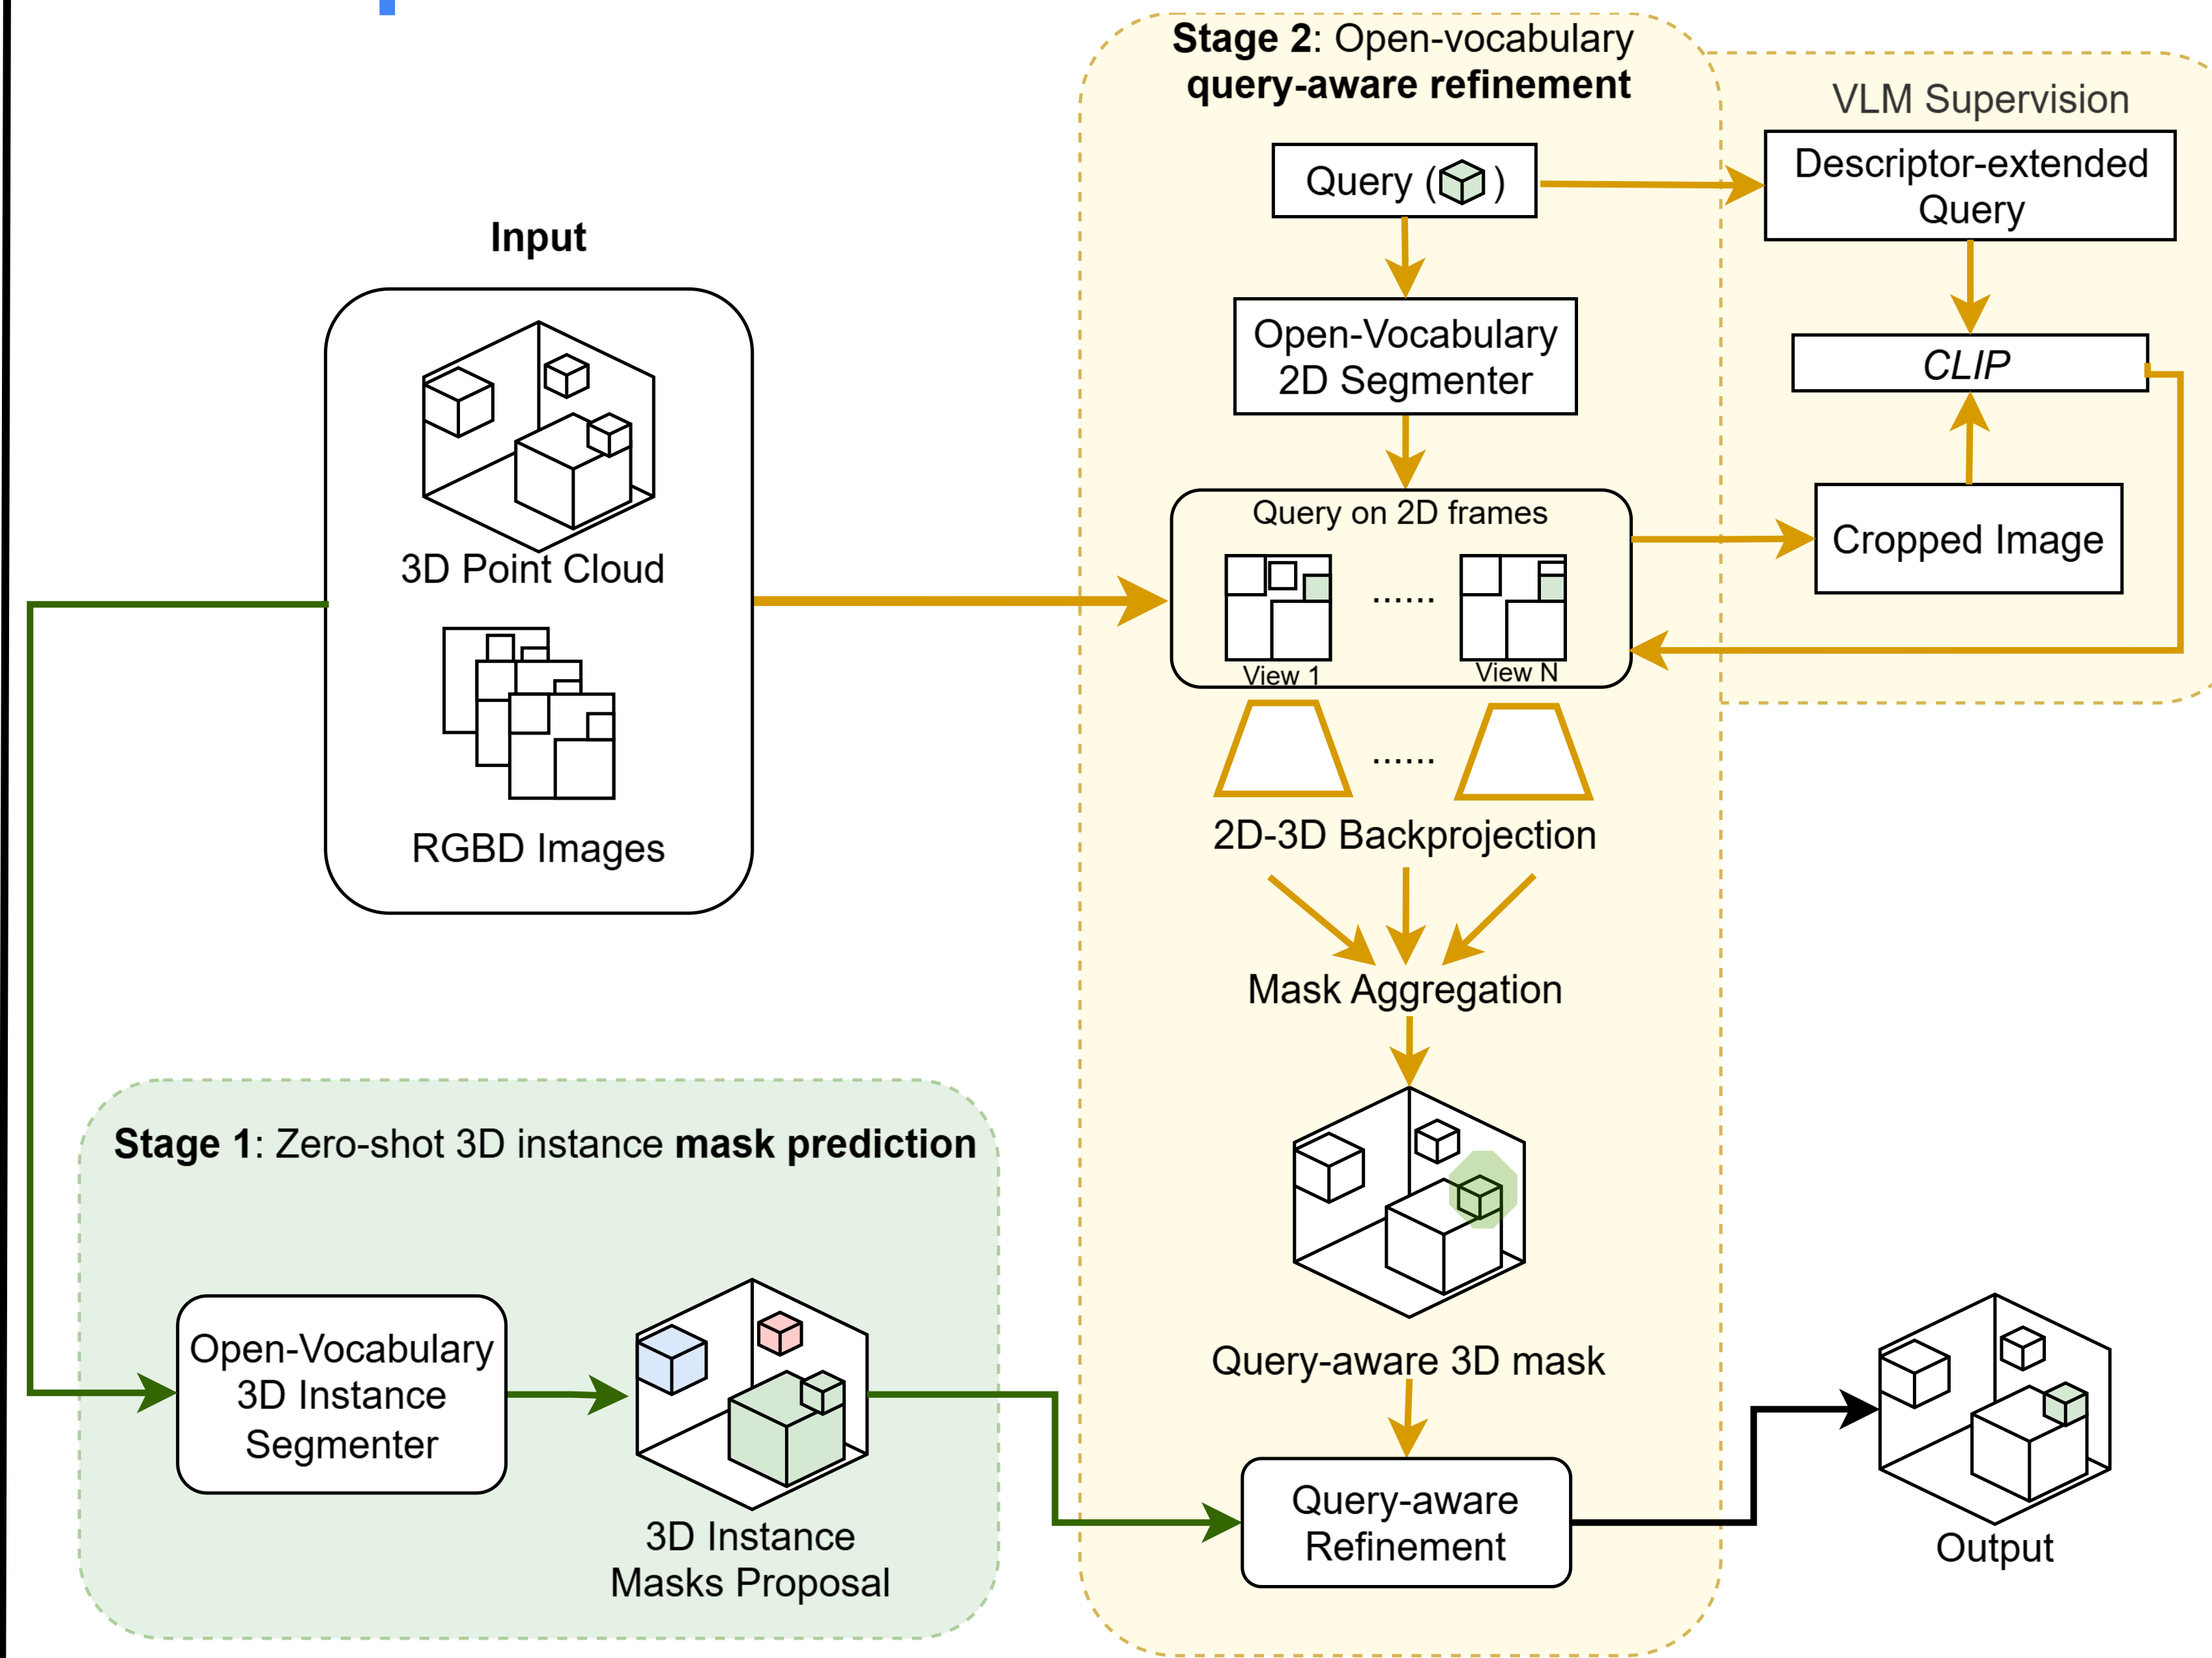 Stage 2: Open-vocabulary
query-aware refinement
VLM Supervision
Query ( )
Descriptor-extended
Query
Input
Open-Vocabulary
2D Segmenter
CLIP
Query on 2D frames
......
View 1
View N
Cropped Image
3D Point Cloud
RGBD Images
......
2D-3D Backprojection
Mask Aggregation
Query-aware 3D mask
Stage 1: Zero-shot 3D instance mask prediction
Open-Vocabulary
3D Instance
Segmenter
3D Instance
Masks Proposal
Query-aware
Refinement
Output